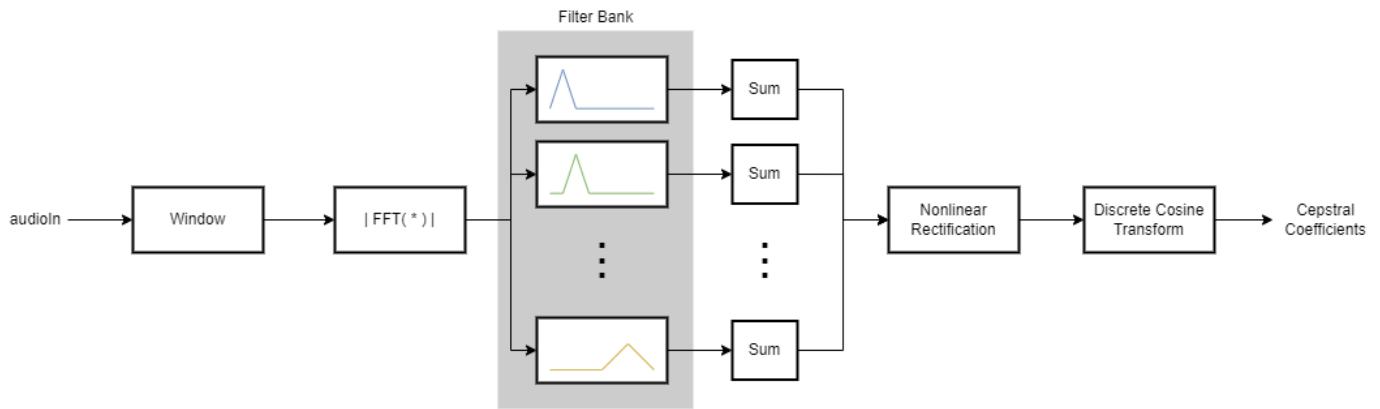 Filter Bank
Sum
Sum
audioIn
Window
| FFT( * ) |
Nonlinear
Rectification
Discrete Cosine
Transform
Cepstral
Coefficients
Sum